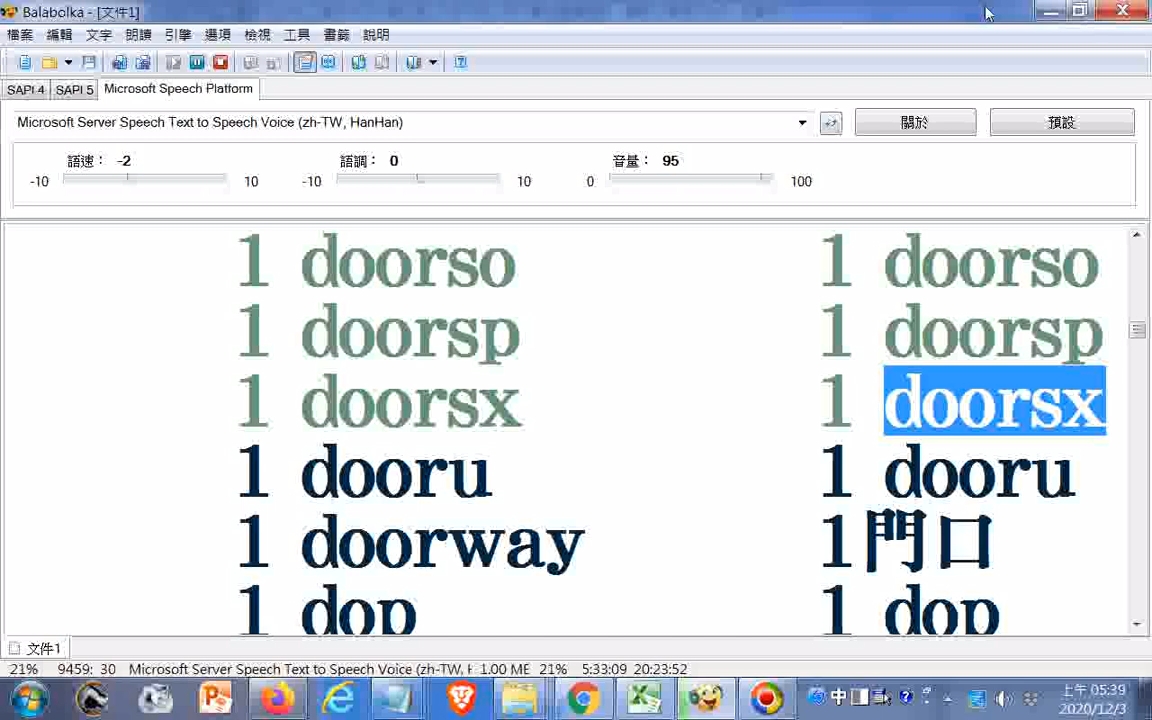 Balabolka - [文件1]
檔案 編輯 文字 朗讀 引擎 選項 檢視 工具 書籤 說明
SAPI 4 SAPI 5 Microsoft Speech Platform
Microsoft Server Speech Text to Speech Voice (zh-TW, HanHan) 關於 預設
語速： -2 語調： 0 音量： 95
-10 10 -10 10 0 100
1 doorso 1 doorso
1 doorsp 1 doorsp
1 doorsx 1 doorsx
1 dooru 1 dooru
1 doorway 1門口
1 dop 1 dop
文件1
21% 9459: 30 Microsoft Server Speech Text to Speech Voice (zh-TW, 1.00 ME 21% 5:33:09 20:23:52
中 上午 05:39
2020/12/3